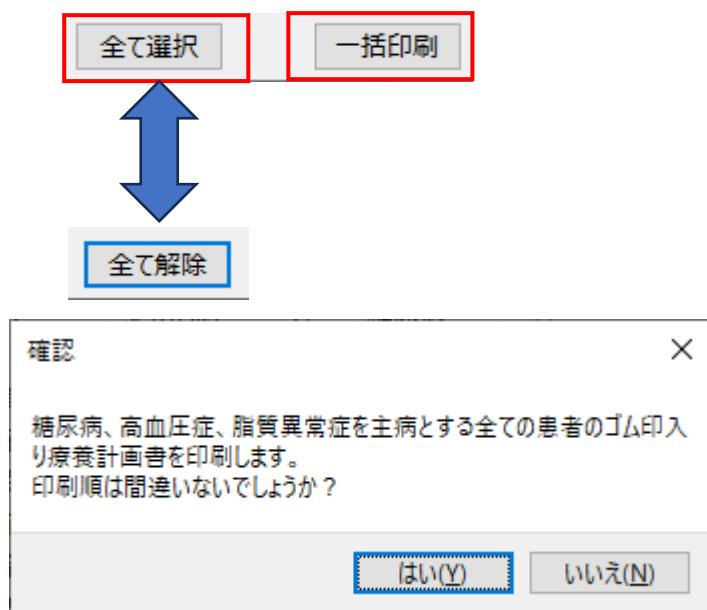 全て選択 一括印刷
全て解除
確認
糖尿病、高血圧症、脂質異常症を主病とする全ての患者のゴム印入
り療養計画書を印刷します。
印刷順は間違いないでしょうか？
はい(Y) いいえ(N)